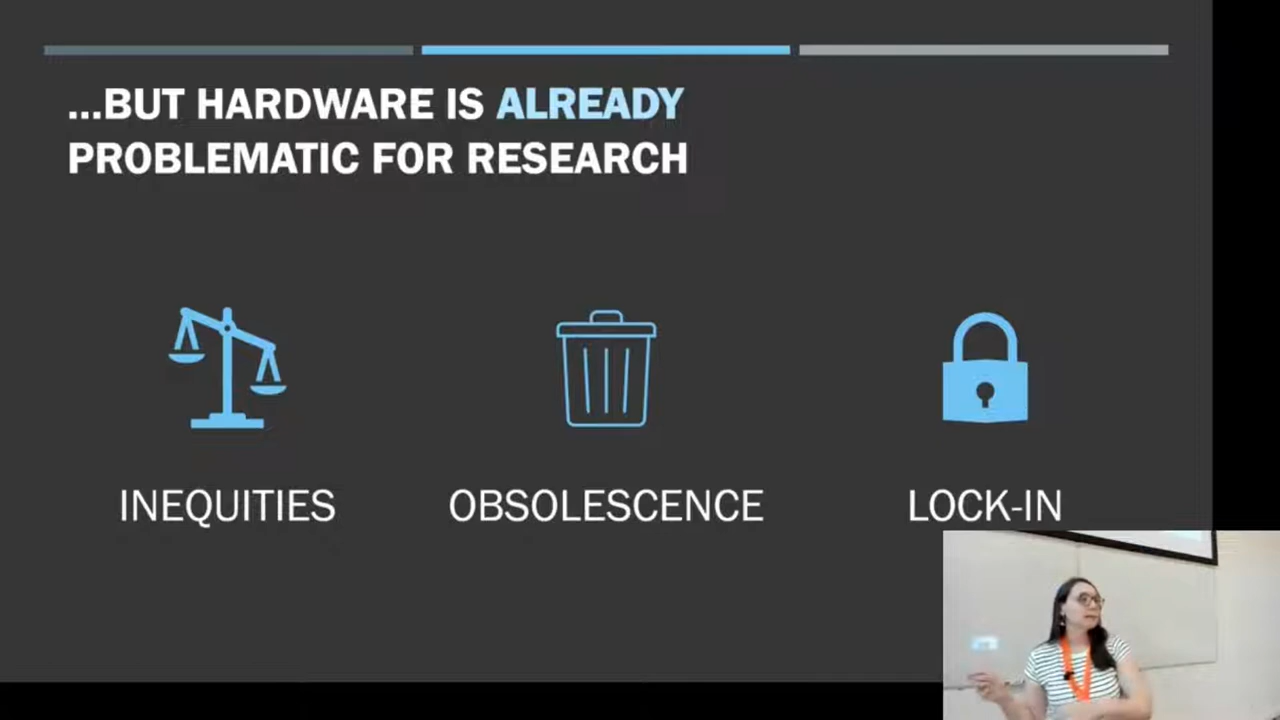 ...BUT HARDWARE IS ALREADY
PROBLEMATIC FOR RESEARCH
INEQUITIES
OBSOLESCENCE
LOCK-IN